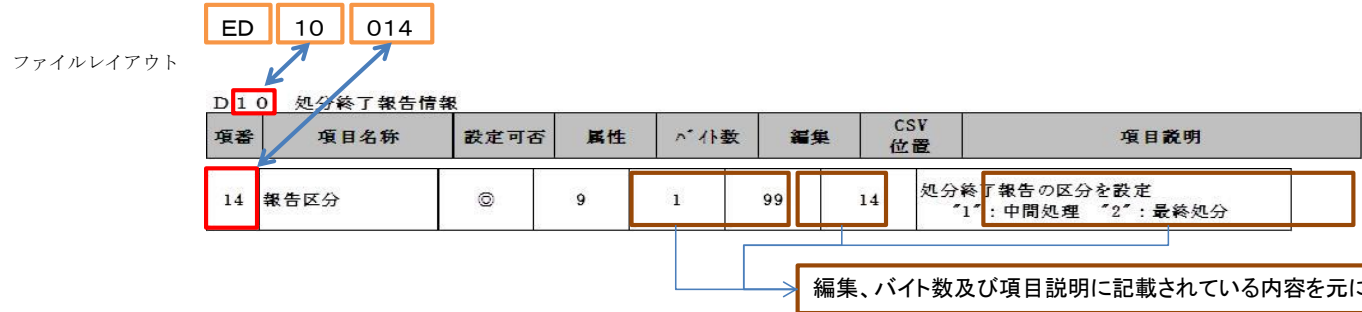 ED 10 014
ファイルレイアウト
D10 処分終了報告情報
項番 項目名称 設定可否 属性 バイト数 編集 CSV位置 項目説明
14 報告区分 ◎ 9 1 99 14 処分終了報告の区分を設定
"1":中間処理 "2":最終処分
編集、バイト数及び項目説明に記載されている内容を元に